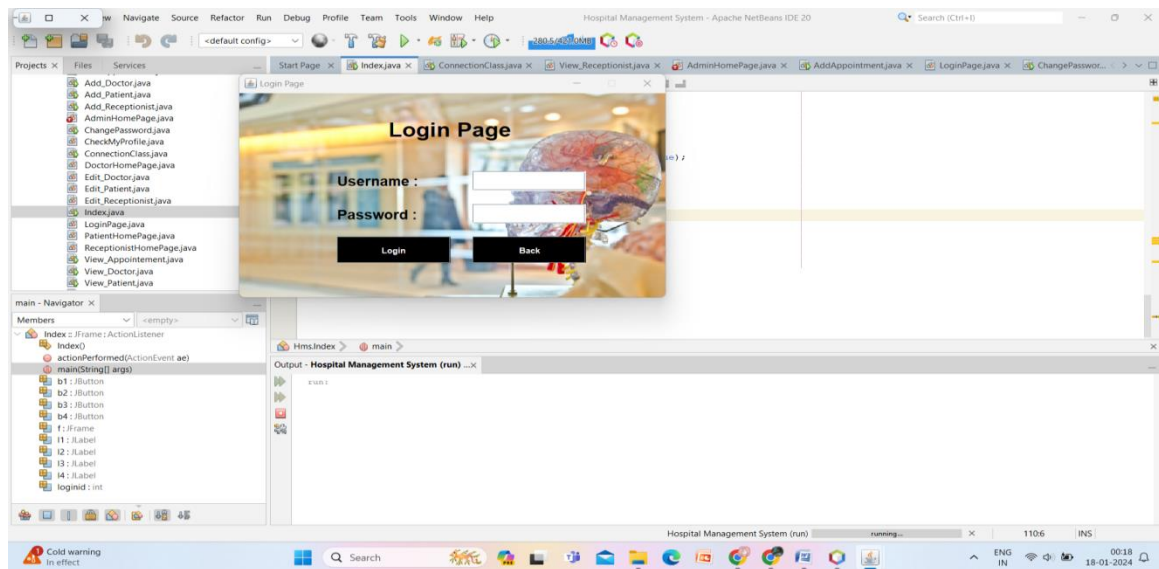 ew Navigate Source Refactor Run Debug Profile Team Tools Window Help
Hospital Management System - Apache NetBeans IDE 20
Search (Ctrl+I)
<default config>
Projects Files Services
Start Page Index.java ConnectionClass.java View_Receptionist.java AdminHomePage.java AddAppointment.java LoginPage.java ChangePasswor...
Add_Doctor.java
Add_Patient.java
Add_Receptionist.java
AdminHomePage.java
ChangePassword.java
CheckMyProfile.java
ConnectionClass.java
DoctorHomePage.java
Edit_Doctor.java
Edit_Patient.java
Edit_Receptionist.java
Index.java
LoginPage.java
PatientHomePage.java
ReceptionistHomePage.java
View_Appointement.java
View_Doctor.java
View_Patient.java
Login Page
Login Page
Username :
Password :
Login Back
main - Navigator
Members <empty>
Index :: JFrame : ActionListener
Index()
actionPerformed(ActionEvent ae)
main(String[] args)
b1 : JButton
b2 : JButton
b3 : JButton
b4 : JButton
f : JFrame
l1 : JLabel
l2 : JLabel
l3 : JLabel
l4 : JLabel
loginid : int
Hms.Index main
Output - Hospital Management System (run) ...
run:
Hospital Management System (run) running... 110:6 INS
Cold warning
In effect
Search
ENG
IN
00:18
18-01-2024